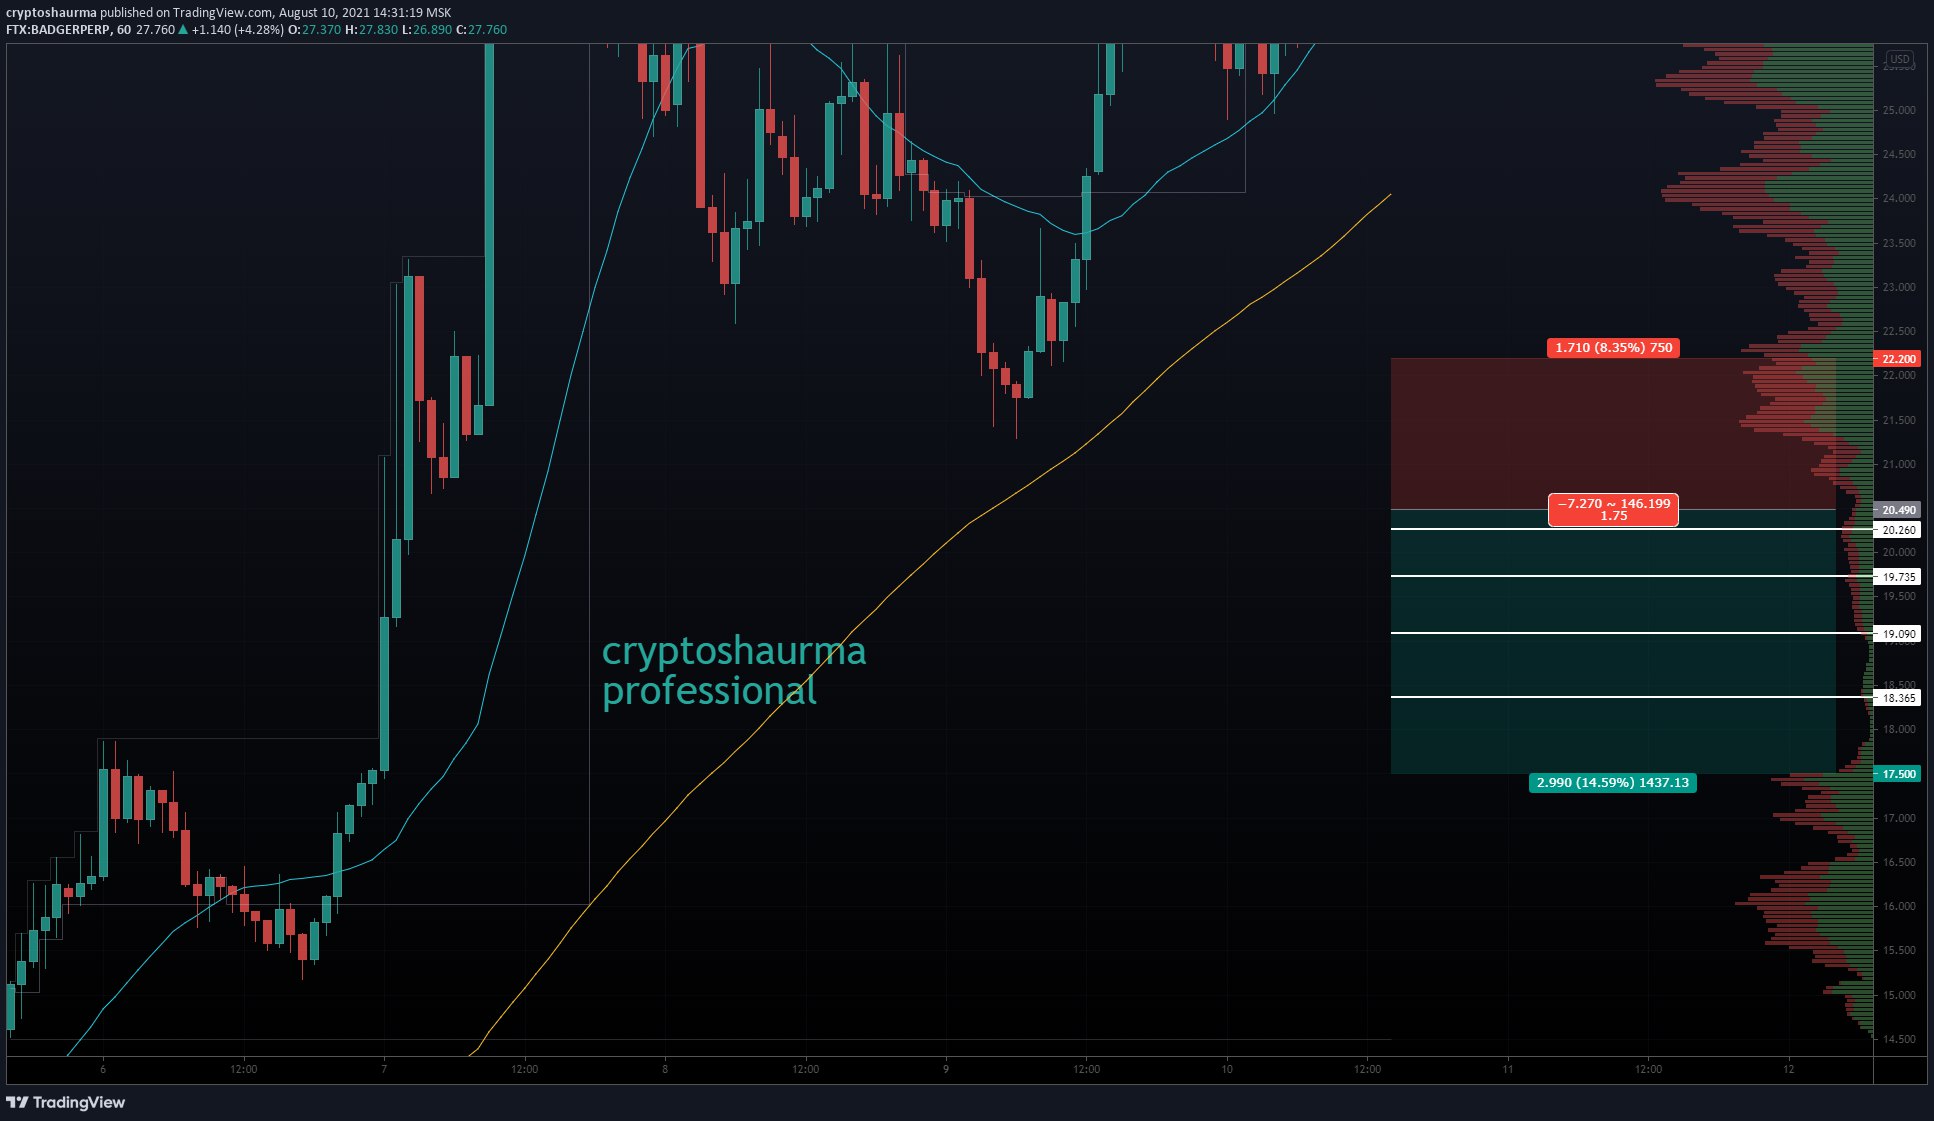 cryptoshaurma published on TradingView.com, August 10, 2021 14:31:19 MSK
FTX:BADGERPERP, 60 27.760 ▲ +1.140 (+4.28%) O:27.370 H:27.830 L:26.890 C:27.760
USD
25.000
24.500
24.000
23.500
23.000
22.500
1.710 (8.35%) 750
22.200
22.000
21.500
21.000
−7.270 ~ 146.199
1.75
20.490
20.260
20.000
19.735
19.500
19.090
cryptoshaurma
professional
18.500
18.365
18.000
17.500
2.990 (14.59%) 1437.13
17.000
16.500
16.000
15.500
15.000
14.500
6 12:00 7 12:00 8 12:00 9 12:00 10 12:00 11 12:00 12
TradingView